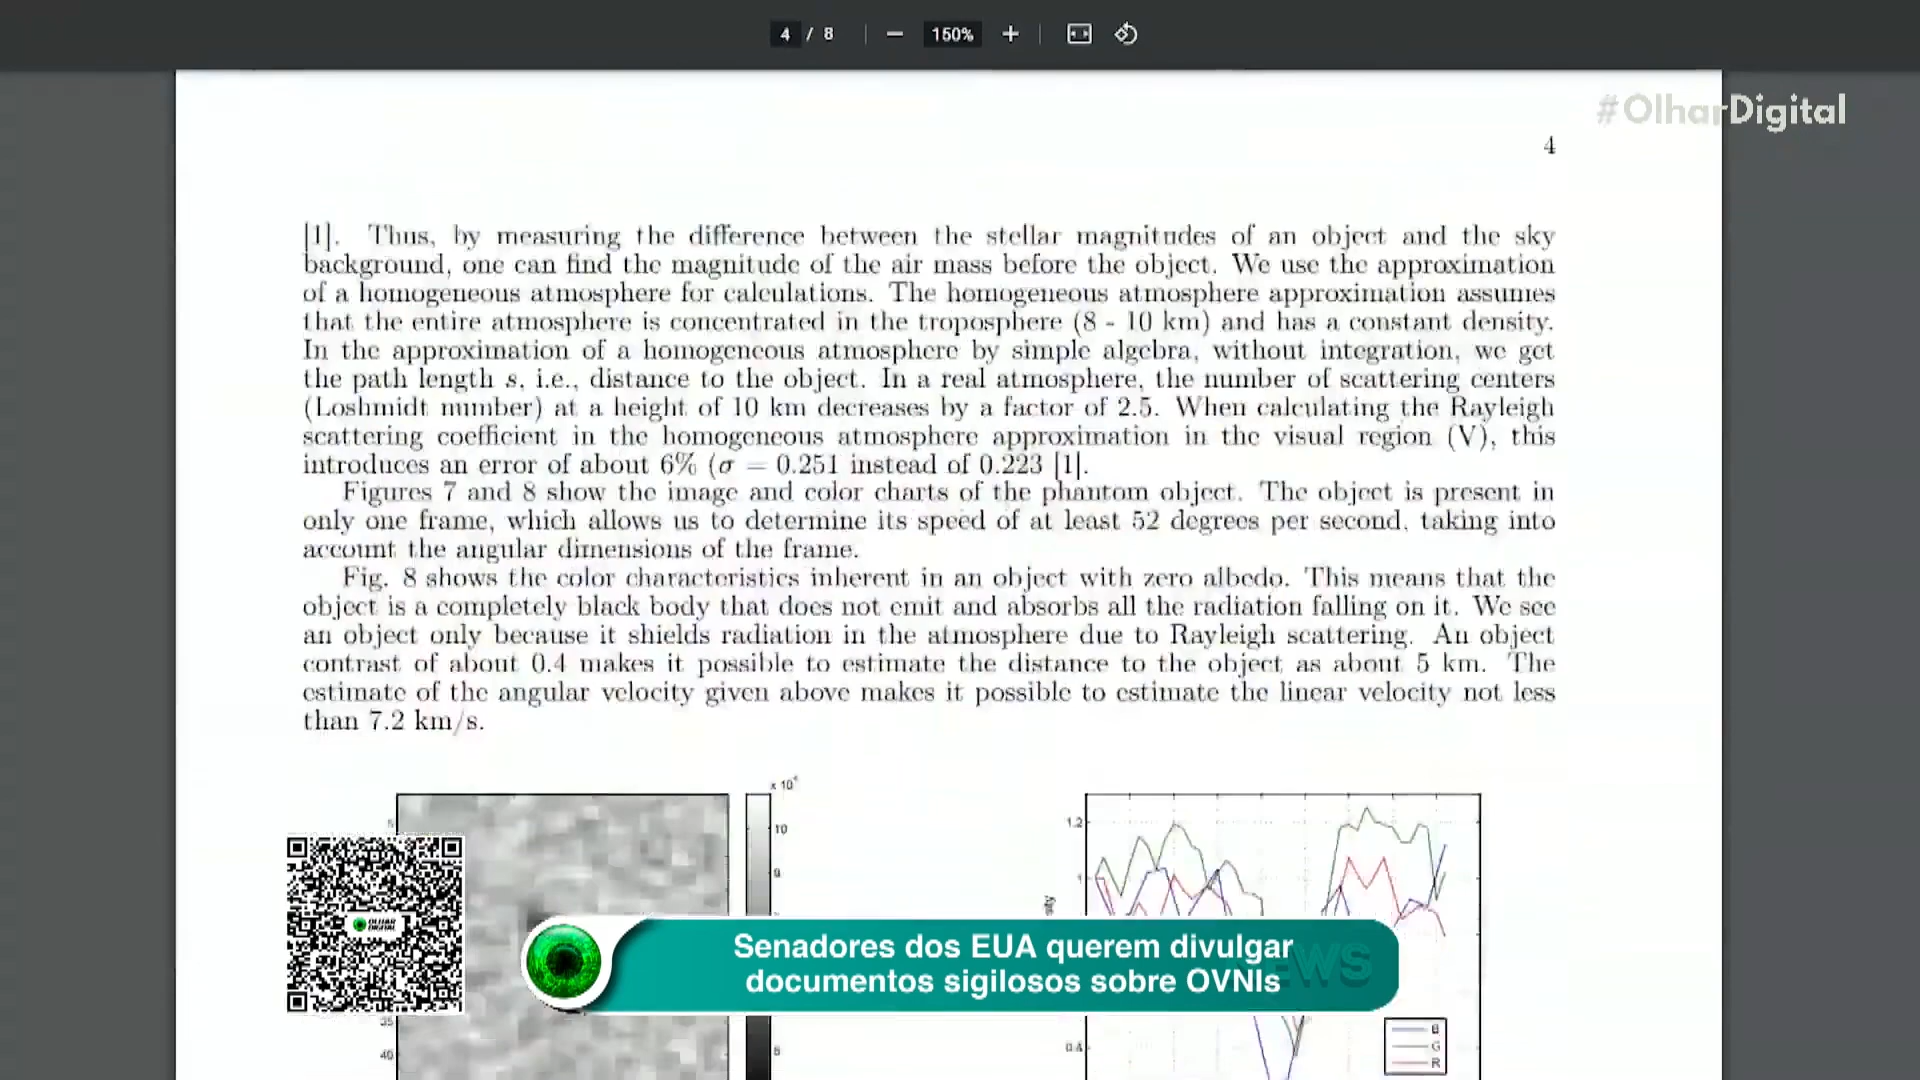 4 / 8
150%
#OlharDigital
4
[1]. Thus, by measuring the difference between the stellar magnitudes of an object and the sky
background, one can find the magnitude of the air mass before the object. We use the approximation
of a homogeneous atmosphere for calculations. The homogeneous atmosphere approximation assumes
that the entire atmosphere is concentrated in the troposphere (8 - 10 km) and has a constant density.
In the approximation of a homogeneous atmosphere by simple algebra, without integration, we get
the path length s, i.e., distance to the object. In a real atmosphere, the number of scattering centers
(Loshmidt number) at a height of 10 km decreases by a factor of 2.5. When calculating the Rayleigh
scattering coefficient in the homogeneous atmosphere approximation in the visual region (V), this
introduces an error of about 6% (σ = 0.251 instead of 0.223 [1].
Figures 7 and 8 show the image and color charts of the phantom object. The object is present in
only one frame, which allows us to determine its speed of at least 52 degrees per second, taking into
account the angular dimensions of the frame.
Fig. 8 shows the color characteristics inherent in an object with zero albedo. This means that the
object is a completely black body that does not emit and absorbs all the radiation falling on it. We see
an object only because it shields radiation in the atmosphere due to Rayleigh scattering. An object
contrast of about 0.4 makes it possible to estimate the distance to the object as about 5 km. The
estimate of the angular velocity given above makes it possible to estimate the linear velocity not less
than 7.2 km/s.
x 10
5
10
9
35
40
6
1.2
1
sity
0.4
B
G
R
OLHAR
DIGITAL
Senadores dos EUA querem divulgar
documentos sigilosos sobre OVNIs
NEWS